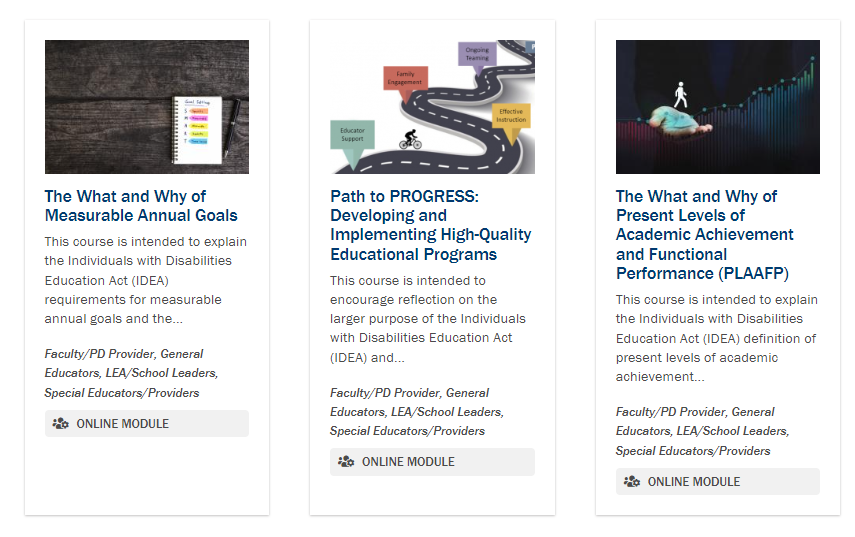 Goal Setting
S
M
A
R
T
The What and Why of
Measurable Annual Goals
This course is intended to explain
the Individuals with Disabilities
Education Act (IDEA)
requirements for measurable
annual goals and the...
Faculty/PD Provider, General
Educators, LEA/School Leaders,
Special Educators/Providers
ONLINE MODULE
Ongoing
Teaming
Family
Engagement
Effective
Instruction
Educator
Support
Path to PROGRESS:
Developing and
Implementing High-Quality
Educational Programs
This course is intended to
encourage reflection on the
larger purpose of the Individuals
with Disabilities Education Act
(IDEA) and...
Faculty/PD Provider, General
Educators, LEA/School Leaders,
Special Educators/Providers
ONLINE MODULE
The What and Why of
Present Levels of
Academic Achievement
and Functional
Performance (PLAAFP)
This course is intended to explain
the Individuals with Disabilities
Education Act (IDEA) definition of
present levels of academic
achievement...
Faculty/PD Provider, General
Educators, LEA/School Leaders,
Special Educators/Providers
ONLINE MODULE